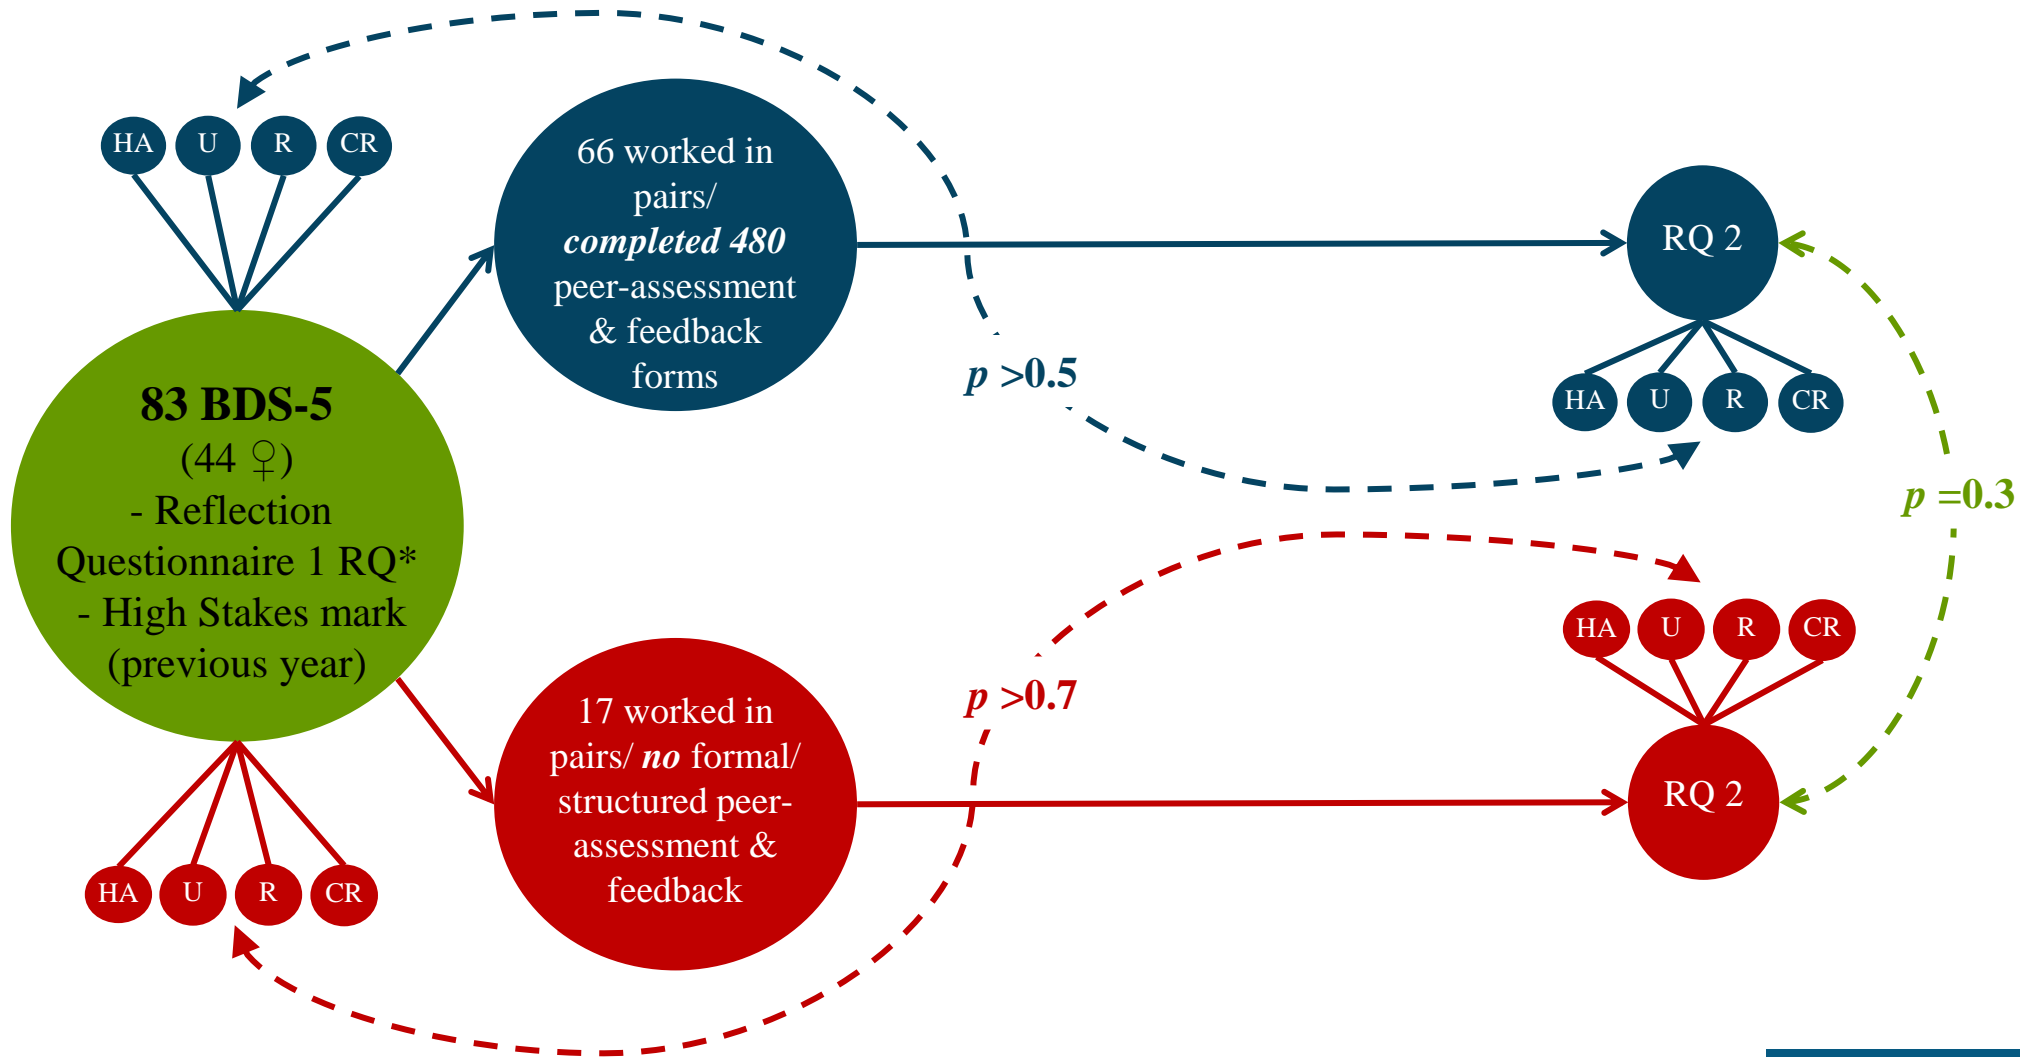 HA U R CR
66 worked in
pairs/
completed 480
peer-assessment
& feedback
forms
RQ 2
HA U R CR
p >0.5
83 BDS-5
(44 ♀)
- Reflection
Questionnaire 1 RQ*
- High Stakes mark
(previous year)
p =0.3
HA U R CR
p >0.7
17 worked in
pairs/ no formal/
structured peer-
assessment &
feedback
RQ 2
HA U R CR